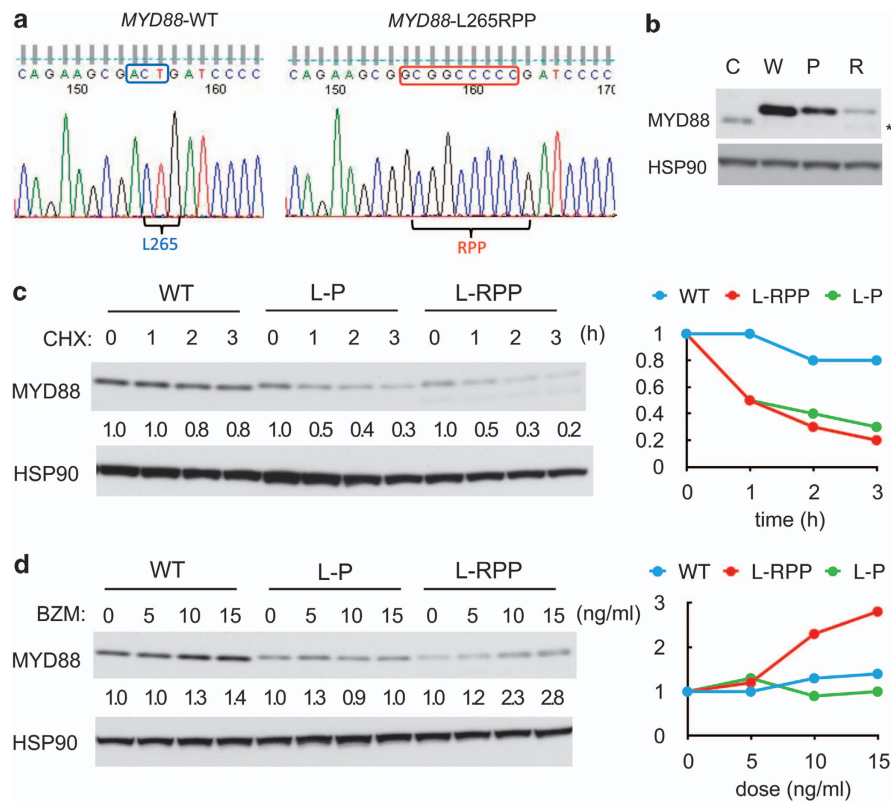 a
MYD88-WT
MYD88-L265RPP
CAGAAGCGACTGATCCCC
150 160
CAGAAGCGGCGGCCCCCGATCCCC
150 160 170
L265
RPP
b
C W P R
MYD88
*
HSP90
c
WT L-P L-RPP
CHX: 0 1 2 3 0 1 2 3 0 1 2 3 (h)
MYD88
1.0 1.0 0.8 0.8 1.0 0.5 0.4 0.3 1.0 0.5 0.3 0.2
HSP90
WT L-RPP L-P
1
0.8
0.6
0.4
0.2
0
0 1 2 3
time (h)
d
WT L-P L-RPP
BZM: 0 5 10 15 0 5 10 15 0 5 10 15 (ng/ml)
MYD88
1.0 1.0 1.3 1.4 1.0 1.3 0.9 1.0 1.0 1.2 2.3 2.8
HSP90
WT L-RPP L-P
3
2
1
0
0 5 10 15
dose (ng/ml)